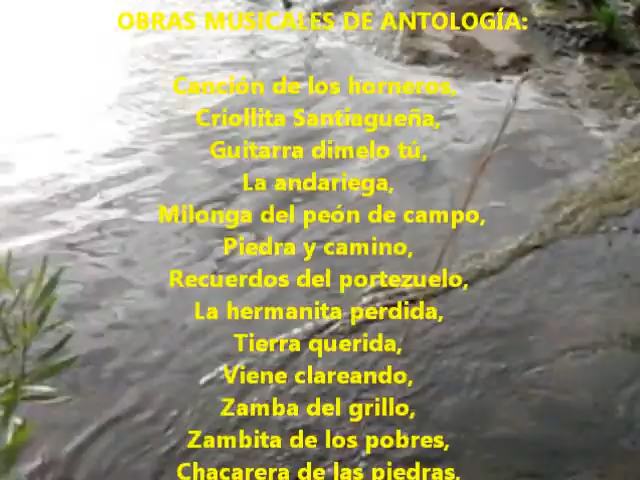 OBRAS MUSICALES DE ANTOLOGÍA:
Canción de los horneros,
Criollita Santiagueña,
Guitarra dimelo tú,
La andariega,
Milonga del peón de campo,
Piedra y camino,
Recuerdos del portezuelo,
La hermanita perdida,
Tierra querida,
Viene clareando,
Zamba del grillo,
Zambita de los pobres,
Chacarera de las piedras,